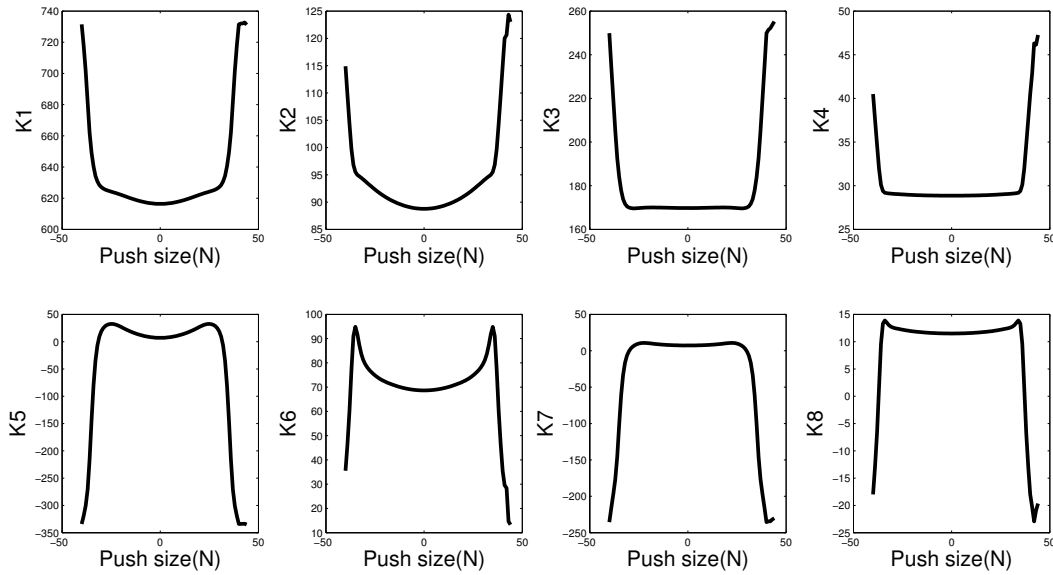 740
720
700
680
660
640
620
600
K1
−50 0 50
Push size(N)
125
120
115
110
105
100
95
90
85
K2
−50 0 50
Push size(N)
260
240
220
200
180
160
K3
−50 0 50
Push size(N)
50
45
40
35
30
25
K4
−50 0 50
Push size(N)
50
0
−50
−100
−150
−200
−250
−300
−350
K5
−50 0 50
Push size(N)
100
90
80
70
60
50
40
30
20
10
K6
−50 0 50
Push size(N)
50
0
−50
−100
−150
−200
−250
K7
−50 0 50
Push size(N)
15
10
5
0
−5
−10
−15
−20
−25
K8
−50 0 50
Push size(N)